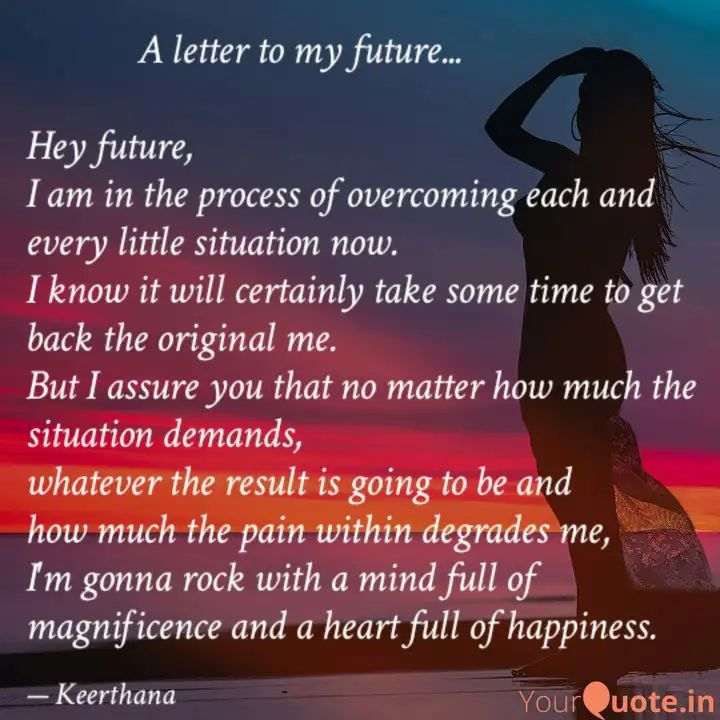 A letter to my future...
Hey future,
I am in the process of overcoming each and
every little situation now.
I know it will certainly take some time to get
back the original me.
But I assure you that no matter how much the
situation demands,
whatever the result is going to be and
how much the pain within degrades me,
I'm gonna rock with a mind full of
magnificence and a heart full of happiness.
— Keerthana
YourQuote.in